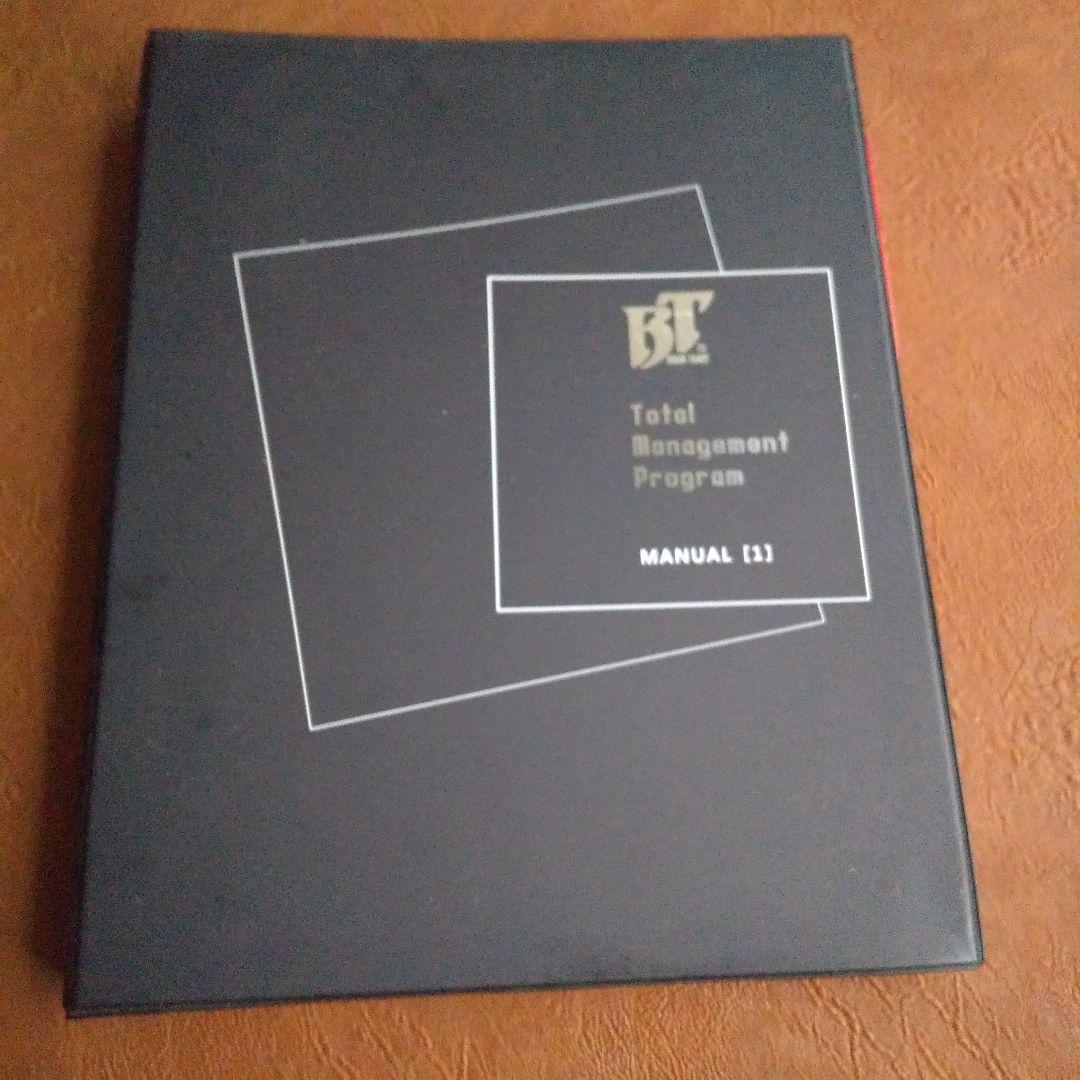 BT
Total
Management
Program
MANUAL [1]